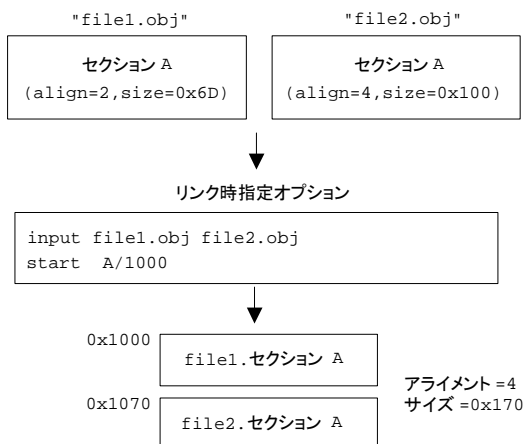 "file1.obj"
"file2.obj"
セクション A
(align=2,size=0x6D)
セクション A
(align=4,size=0x100)
リンク時指定オプション
input file1.obj file2.obj
start A/1000
0x1000
file1.セクション A
0x1070
file2.セクション A
アライメント =4
サイズ =0x170